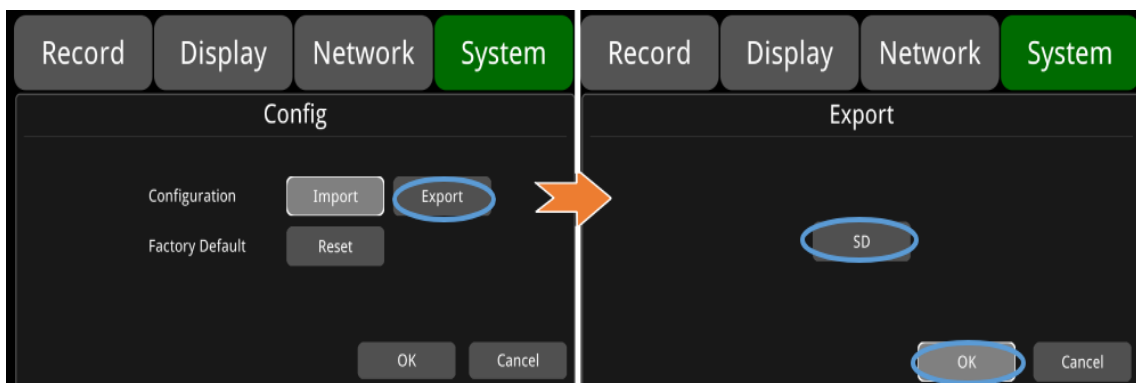 Record Display Network System
Config
Configuration Import Export
Factory Default Reset
OK Cancel
Record Display Network System
Export
SD
OK Cancel